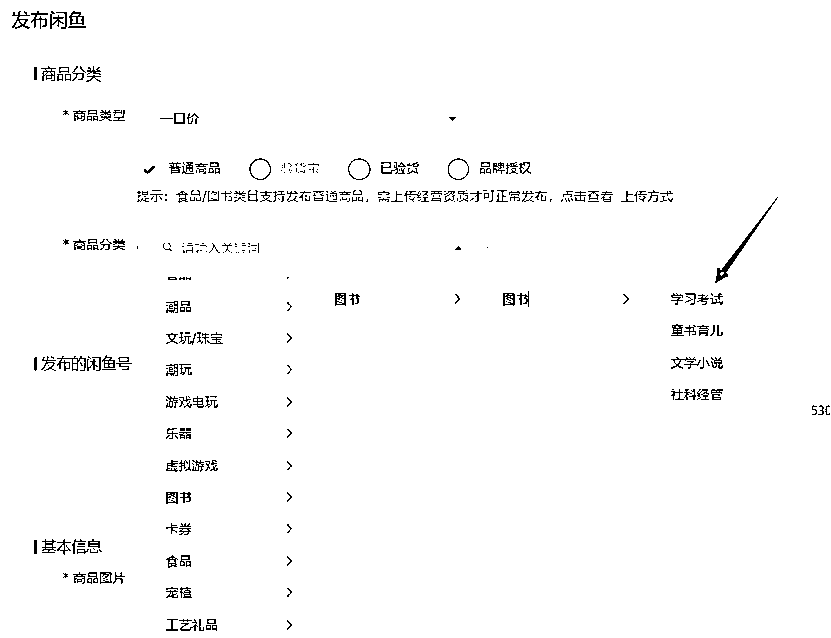 发布闲鱼
商品分类
* 商品类型 一口价
普通商品 已验货 品牌授权
提示：食品/图书类目支持发布普通商品，需上传经营资质才可正常发布，点击查看 上传方式
* 商品分类 请输入关键词
潮品
图书 图书 学习考试
文玩/珠宝
童书育儿
发布的闲鱼号
潮玩
文学小说
游戏电玩
社科经管
530
乐器
虚拟游戏
图书
卡券
基本信息
食品
* 商品图片
宠植
工艺礼品